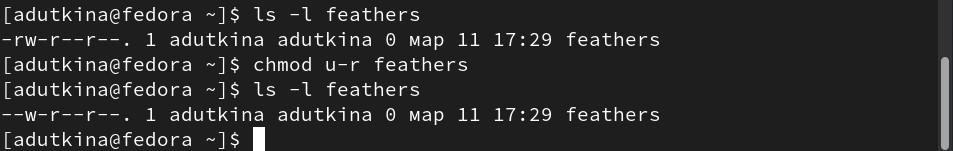 [adutkina@fedora ~]$ ls -l feathers
-rw-r--r--. 1 adutkina adutkina 0 мар 11 17:29 feathers
[adutkina@fedora ~]$ chmod u-r feathers
[adutkina@fedora ~]$ ls -l feathers
--w-r--r--. 1 adutkina adutkina 0 мар 11 17:29 feathers
[adutkina@fedora ~]$